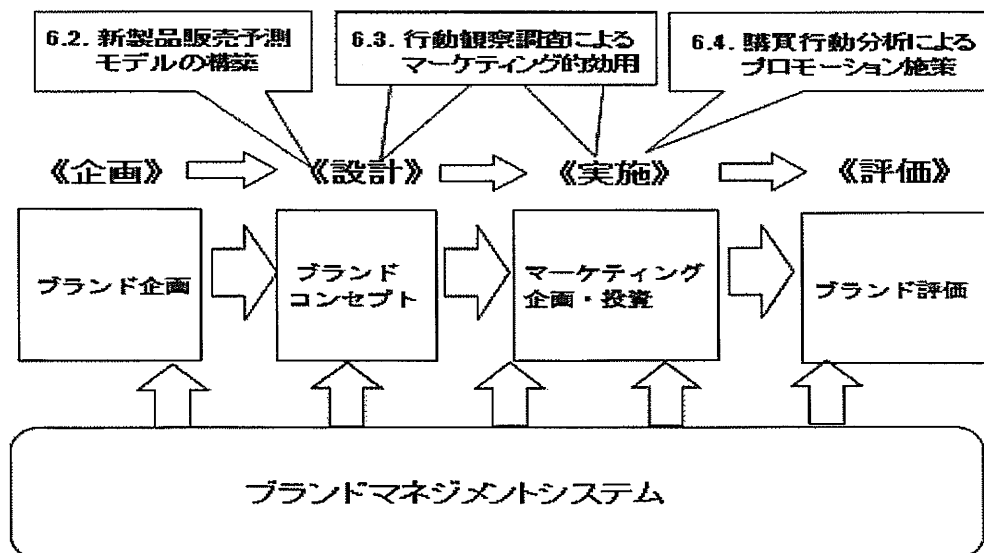 6.2. 新製品販売予測
モデルの構築
6.3. 行動観察調査による
マーケティング的効用
6.4. 購買行動分析による
プロモーション施策
《企画》
《設計》
《実施》
《評価》
ブランド企画
ブランド
コンセプト
マーケティング
企画・投資
ブランド評価
ブランドマネジメントシステム